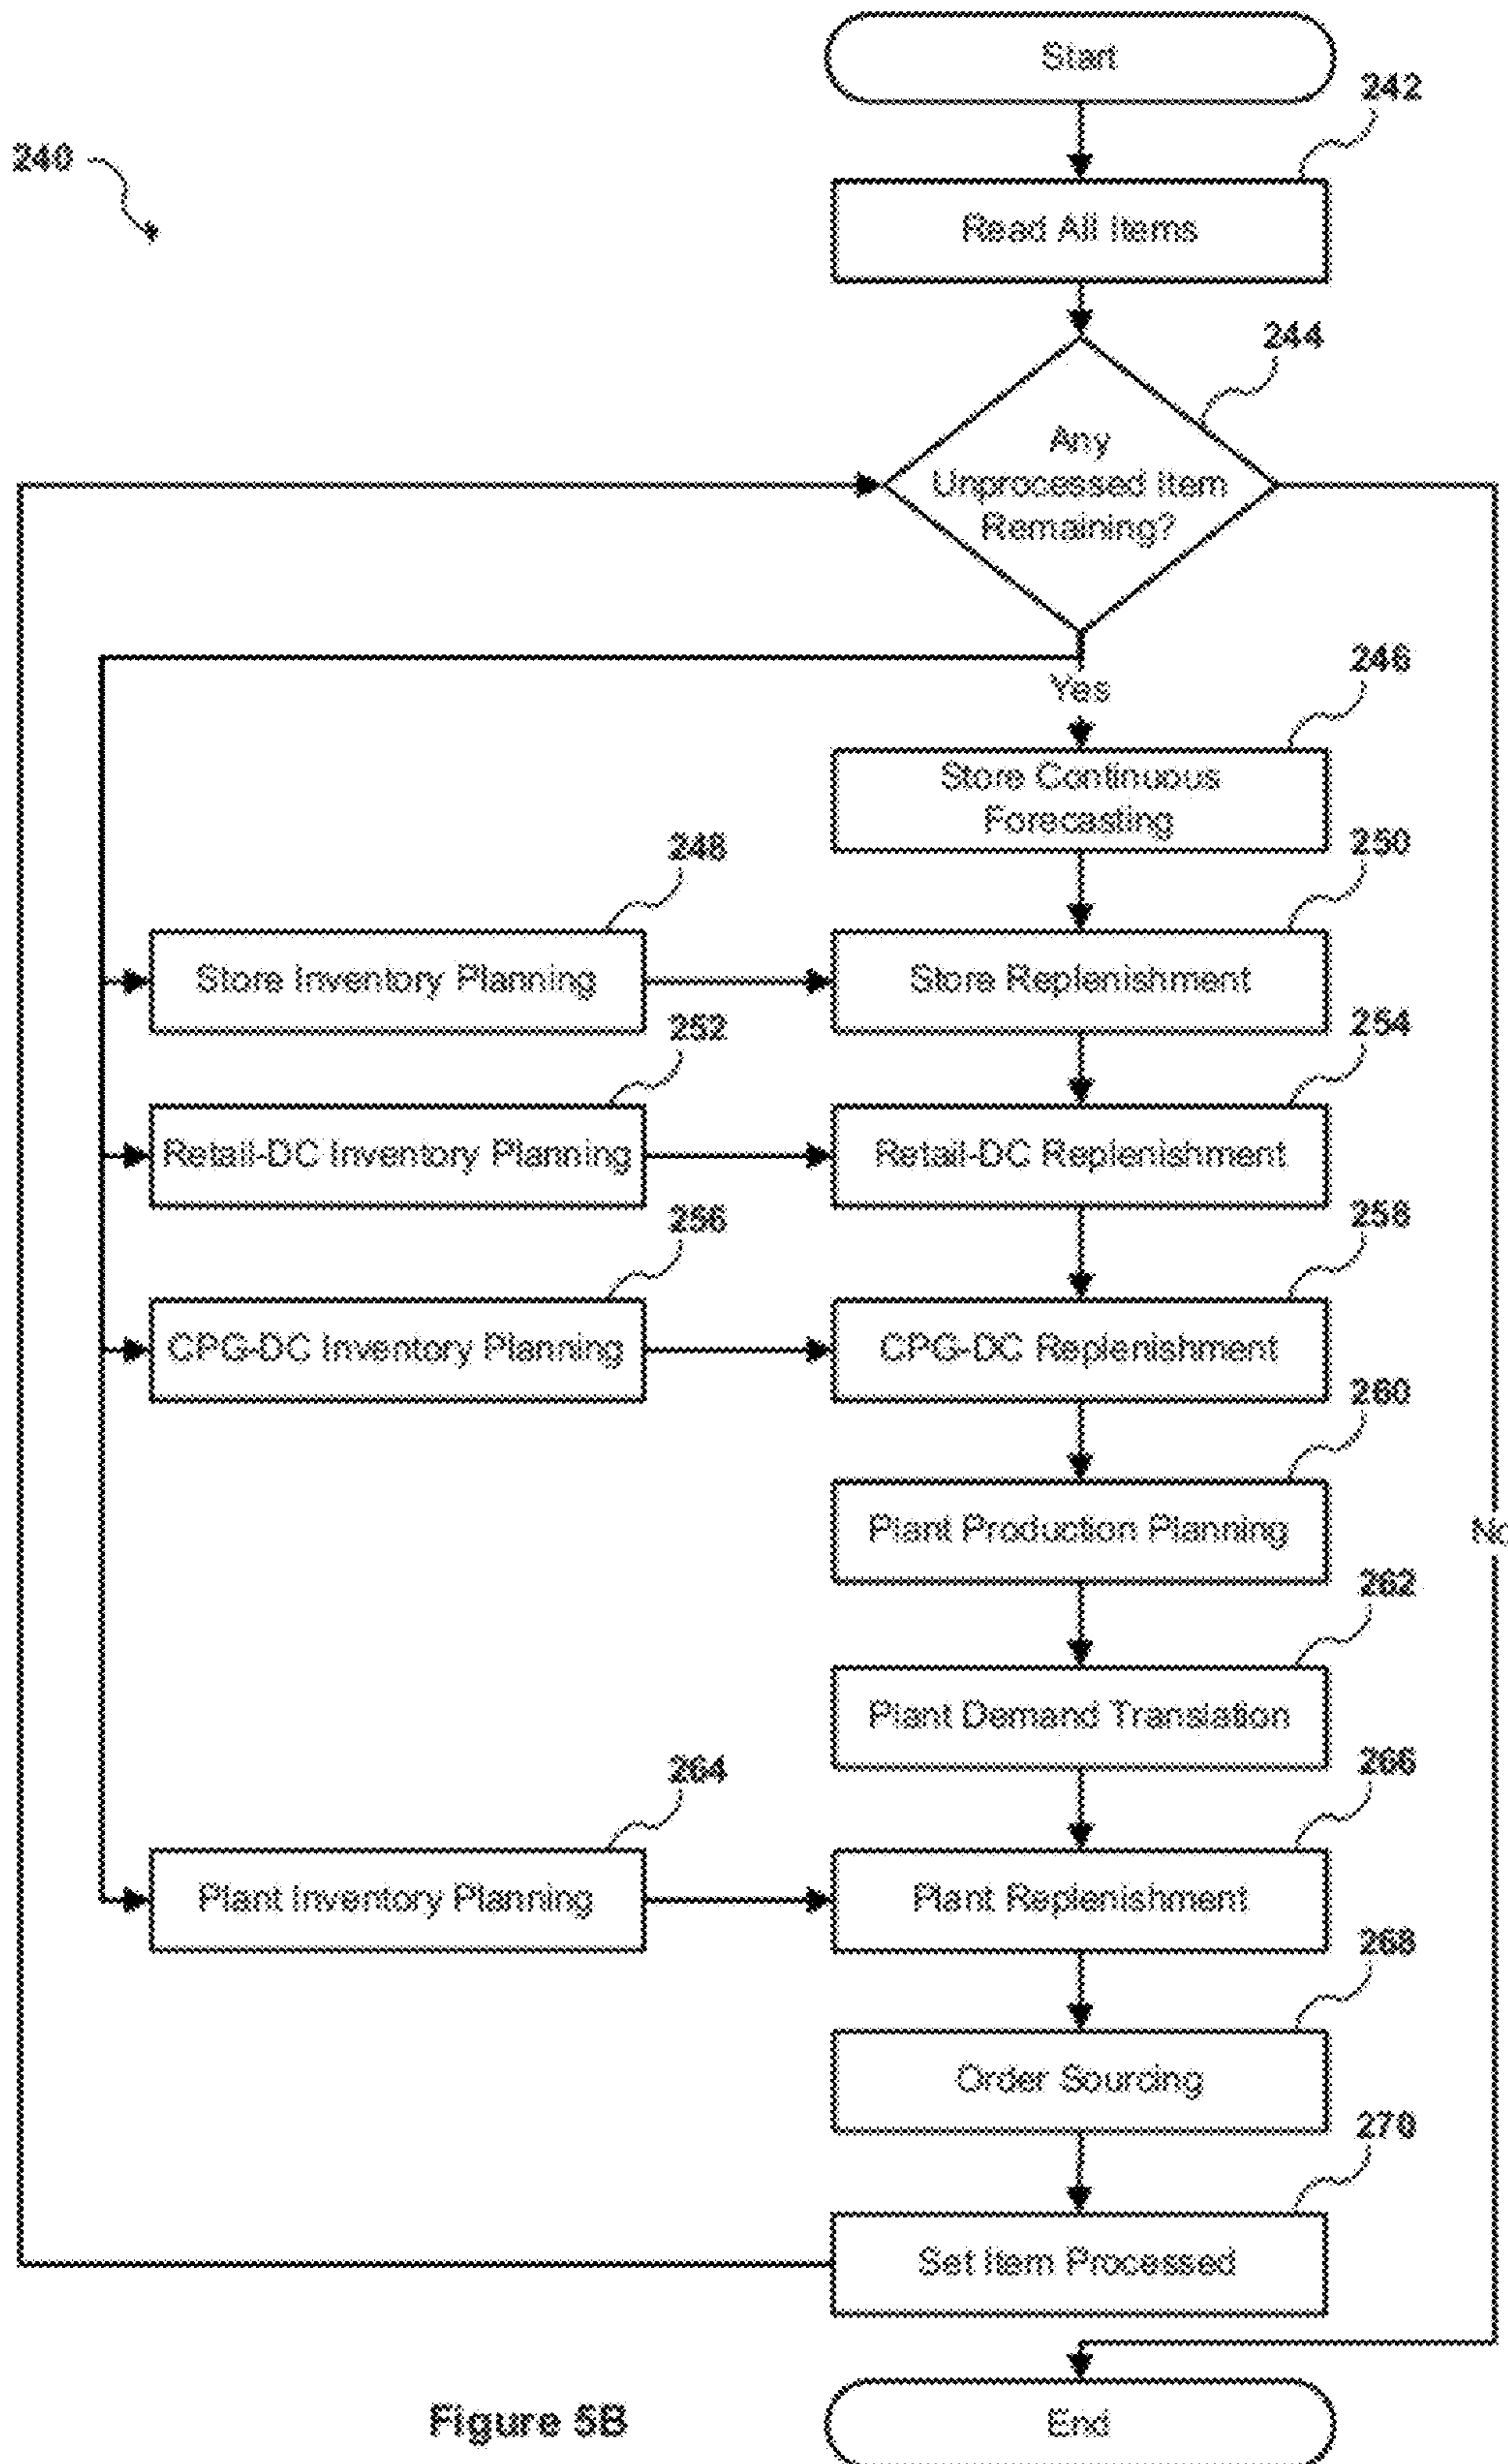 Start
242
240
Read All Items
244
Any
Unprocessed Item
Remaining?
246
Yes
Store Continuous
Forecasting
248
250
Store Inventory Planning
Store Replenishment
252
254
Retail-DC Inventory Planning
Retail-DC Replenishment
256
258
CPG-DC Inventory Planning
CPG-DC Replenishment
260
Plant Production Planning
No
262
Plant Demand Translation
264
266
Plant Inventory Planning
Plant Replenishment
268
Order Sourcing
270
Set Item Processed
Figure 5B
End